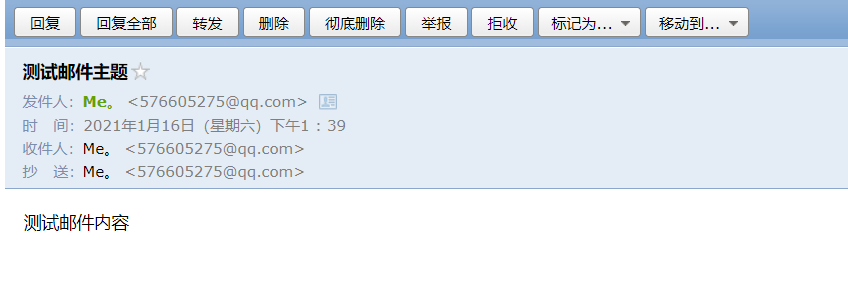 回复 回复全部 转发 删除 彻底删除 举报 拒收 标记为... 移动到...
测试邮件主题
发件人：Me。 <576605275@qq.com>
时　间：2021年1月16日（星期六）下午1：39
收件人：Me。 <576605275@qq.com>
抄　送：Me。 <576605275@qq.com>
测试邮件内容